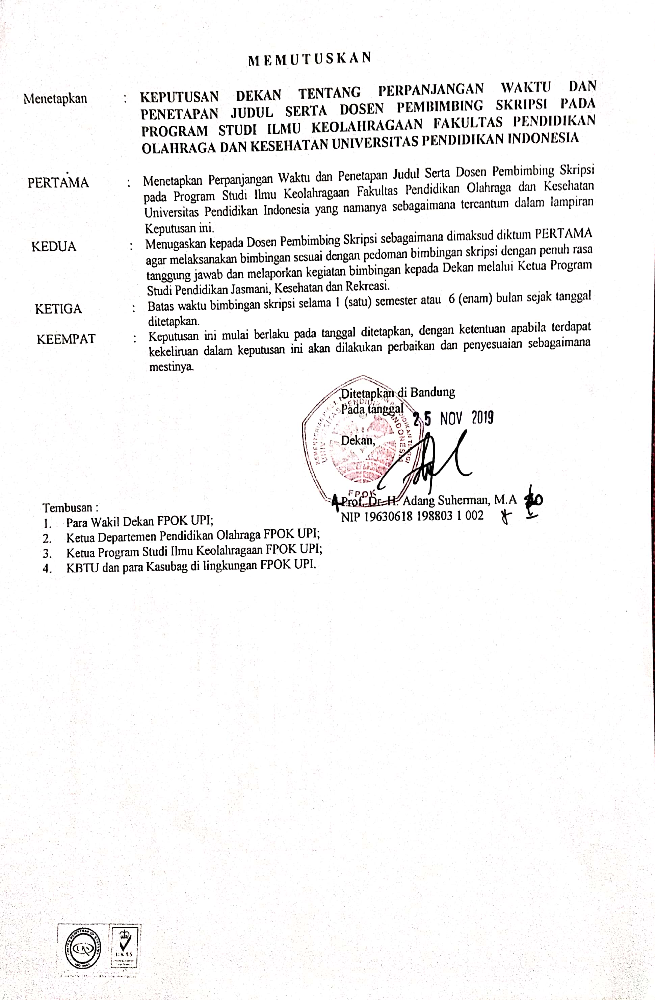 MEMUTUSKAN
Menetapkan : KEPUTUSAN DEKAN TENTANG PERPANJANGAN WAKTU DAN
PENETAPAN JUDUL SERTA DOSEN PEMBIMBING SKRIPSI PADA
PROGRAM STUDI ILMU KEOLAHRAGAAN FAKULTAS PENDIDIKAN
OLAHRAGA DAN KESEHATAN UNIVERSITAS PENDIDIKAN INDONESIA
PERTAMA : Menetapkan Perpanjangan Waktu dan Penetapan Judul Serta Dosen Pembimbing Skripsi
pada Program Studi Ilmu Keolahragaan Fakultas Pendidikan Olahraga dan Kesehatan
Universitas Pendidikan Indonesia yang namanya sebagaimana tercantum dalam lampiran
Keputusan ini.
KEDUA : Menugaskan kepada Dosen Pembimbing Skripsi sebagaimana dimaksud diktum PERTAMA
agar melaksanakan bimbingan sesuai dengan pedoman bimbingan skripsi dengan penuh rasa
tanggung jawab dan melaporkan kegiatan bimbingan kepada Dekan melalui Ketua Program
Studi Pendidikan Jasmani, Kesehatan dan Rekreasi.
KETIGA : Batas waktu bimbingan skripsi selama 1 (satu) semester atau 6 (enam) bulan sejak tanggal
ditetapkan.
KEEMPAT : Keputusan ini mulai berlaku pada tanggal ditetapkan, dengan ketentuan apabila terdapat
kekeliruan dalam keputusan ini akan dilakukan perbaikan dan penyesuaian sebagaimana
mestinya.
Ditetapkan di Bandung
Pada tanggal 25 NOV 2019
Dekan,
UNIVERSITAS PENDIDIKAN INDONESIA
FPOK
Prof. Dr. H. Adang Suherman, M.A
NIP 19630618 198803 1 002
Tembusan :
1. Para Wakil Dekan FPOK UPI;
2. Ketua Departemen Pendidikan Olahraga FPOK UPI;
3. Ketua Program Studi Ilmu Keolahragaan FPOK UPI;
4. KBTU dan para Kasubag di lingkungan FPOK UPI.
URS
UKAS